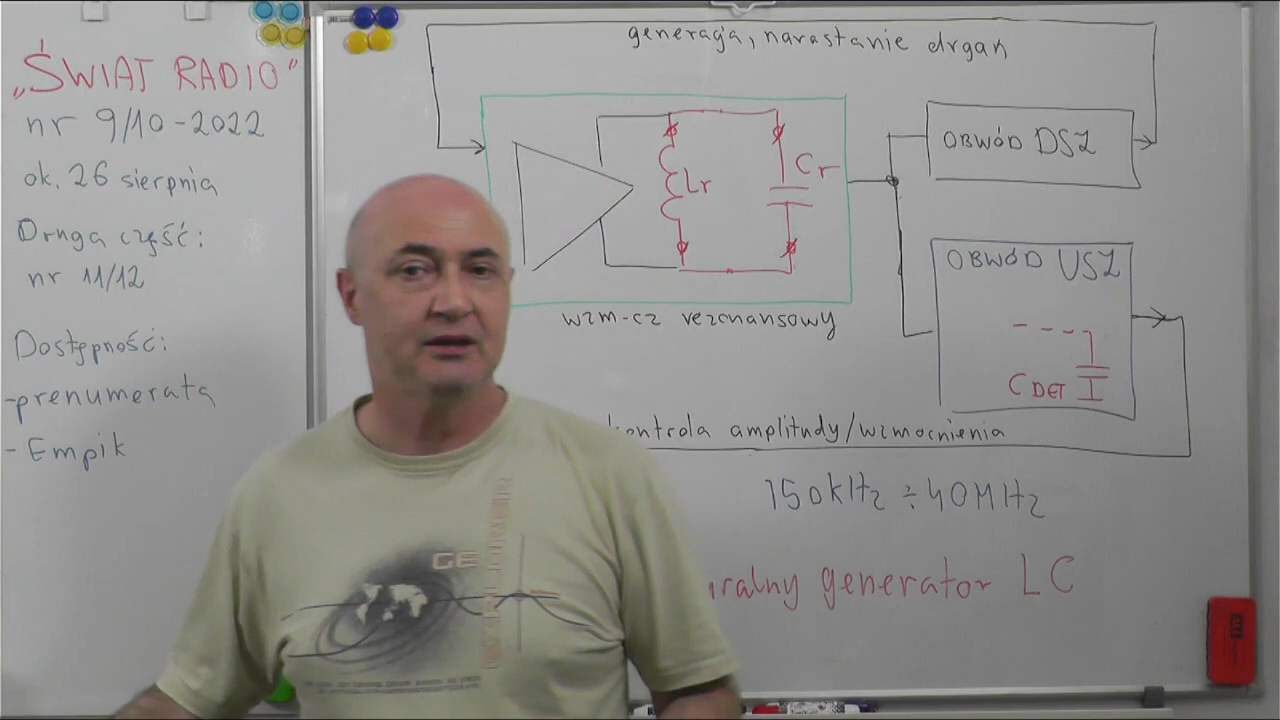 „ŚWIAT RADIO"
nr 9/10-2022
ok. 26 sierpnia
Druga część:
nr 11/12
Dostępność:
-prenumerata
- Empik
generacja, narastanie drgań
Lr
Cr
wzm-cz rezonansowy
OBWÓD DSZ
OBWÓD USZ
CDET
kontrola amplitudy/wzmocnienia
150kHz ÷ 40MHz
generator LC
GE